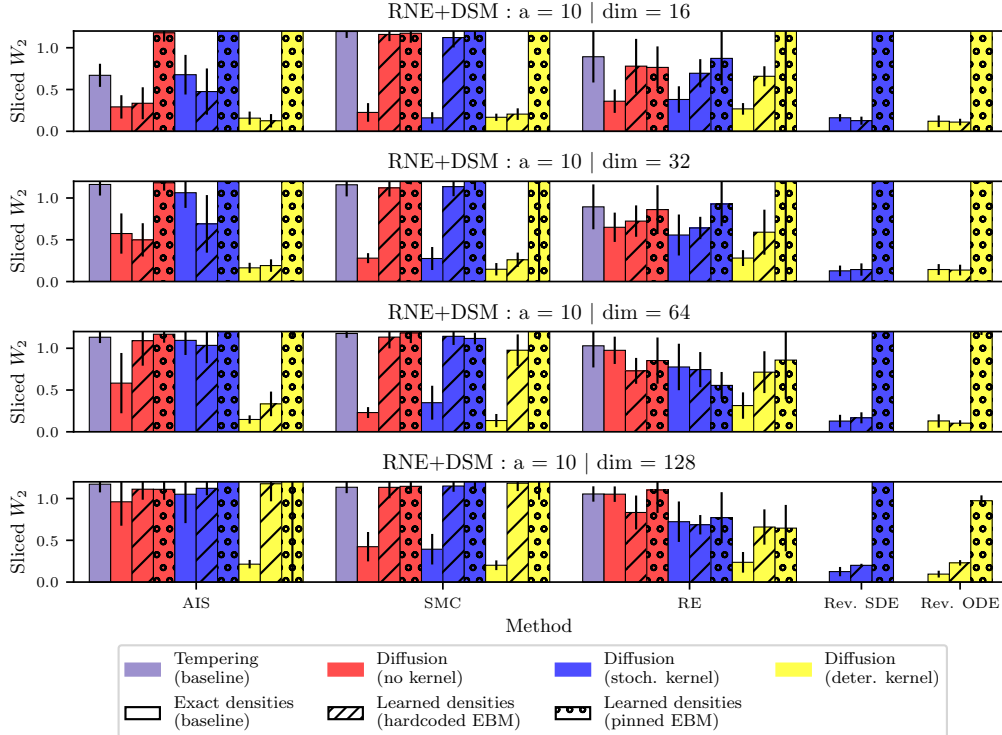 RNE+DSM : a = 10 | dim = 16
Sliced W₂
1.0
0.5
0.0
RNE+DSM : a = 10 | dim = 32
Sliced W₂
1.0
0.5
0.0
RNE+DSM : a = 10 | dim = 64
Sliced W₂
1.0
0.5
0.0
RNE+DSM : a = 10 | dim = 128
Sliced W₂
1.0
0.5
0.0
AIS SMC RE Rev. SDE Rev. ODE
Method
Tempering Diffusion Diffusion Diffusion
(baseline) (no kernel) (stoch. kernel) (deter. kernel)
Exact densities Learned densities Learned densities
(baseline) (hardcoded EBM) (pinned EBM)